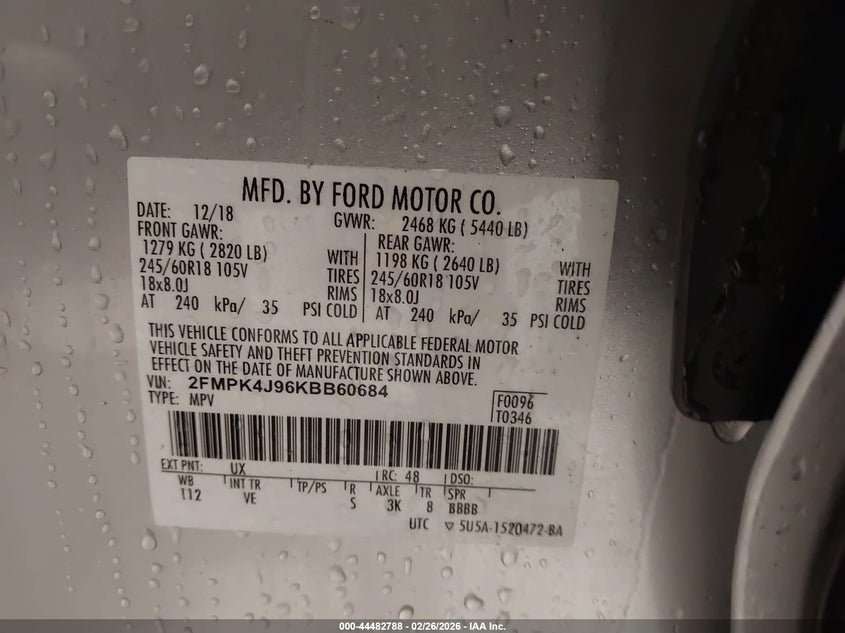 MFD. BY FORD MOTOR CO.
DATE: 12/18 GVWR: 2468 KG ( 5440 LB)
FRONT GAWR: REAR GAWR:
1279 KG ( 2820 LB) WITH 1198 KG ( 2640 LB) WITH
245/60R18 105V TIRES 245/60R18 105V TIRES
18x8.0J RIMS 18x8.0J RIMS
AT 240 kPa/ 35 PSI COLD AT 240 kPa/ 35 PSI COLD
THIS VEHICLE CONFORMS TO ALL APPLICABLE FEDERAL MOTOR
VEHICLE SAFETY AND THEFT PREVENTION STANDARDS IN
EFFECT ON THE DATE OF MANUFACTURE SHOWN ABOVE.
VIN: 2FMPK4J96KBB60684 F0096
TYPE: MPV T0346
EXT PNT: UX RC: 48 DSO:
WB INT TR TP/PS R AXLE TR SPR
112 VE S 3K 8 BBBB
UTC ▽ 5U5A-1520472-BA
000-44482788 - 02/26/2026 - IAA Inc.